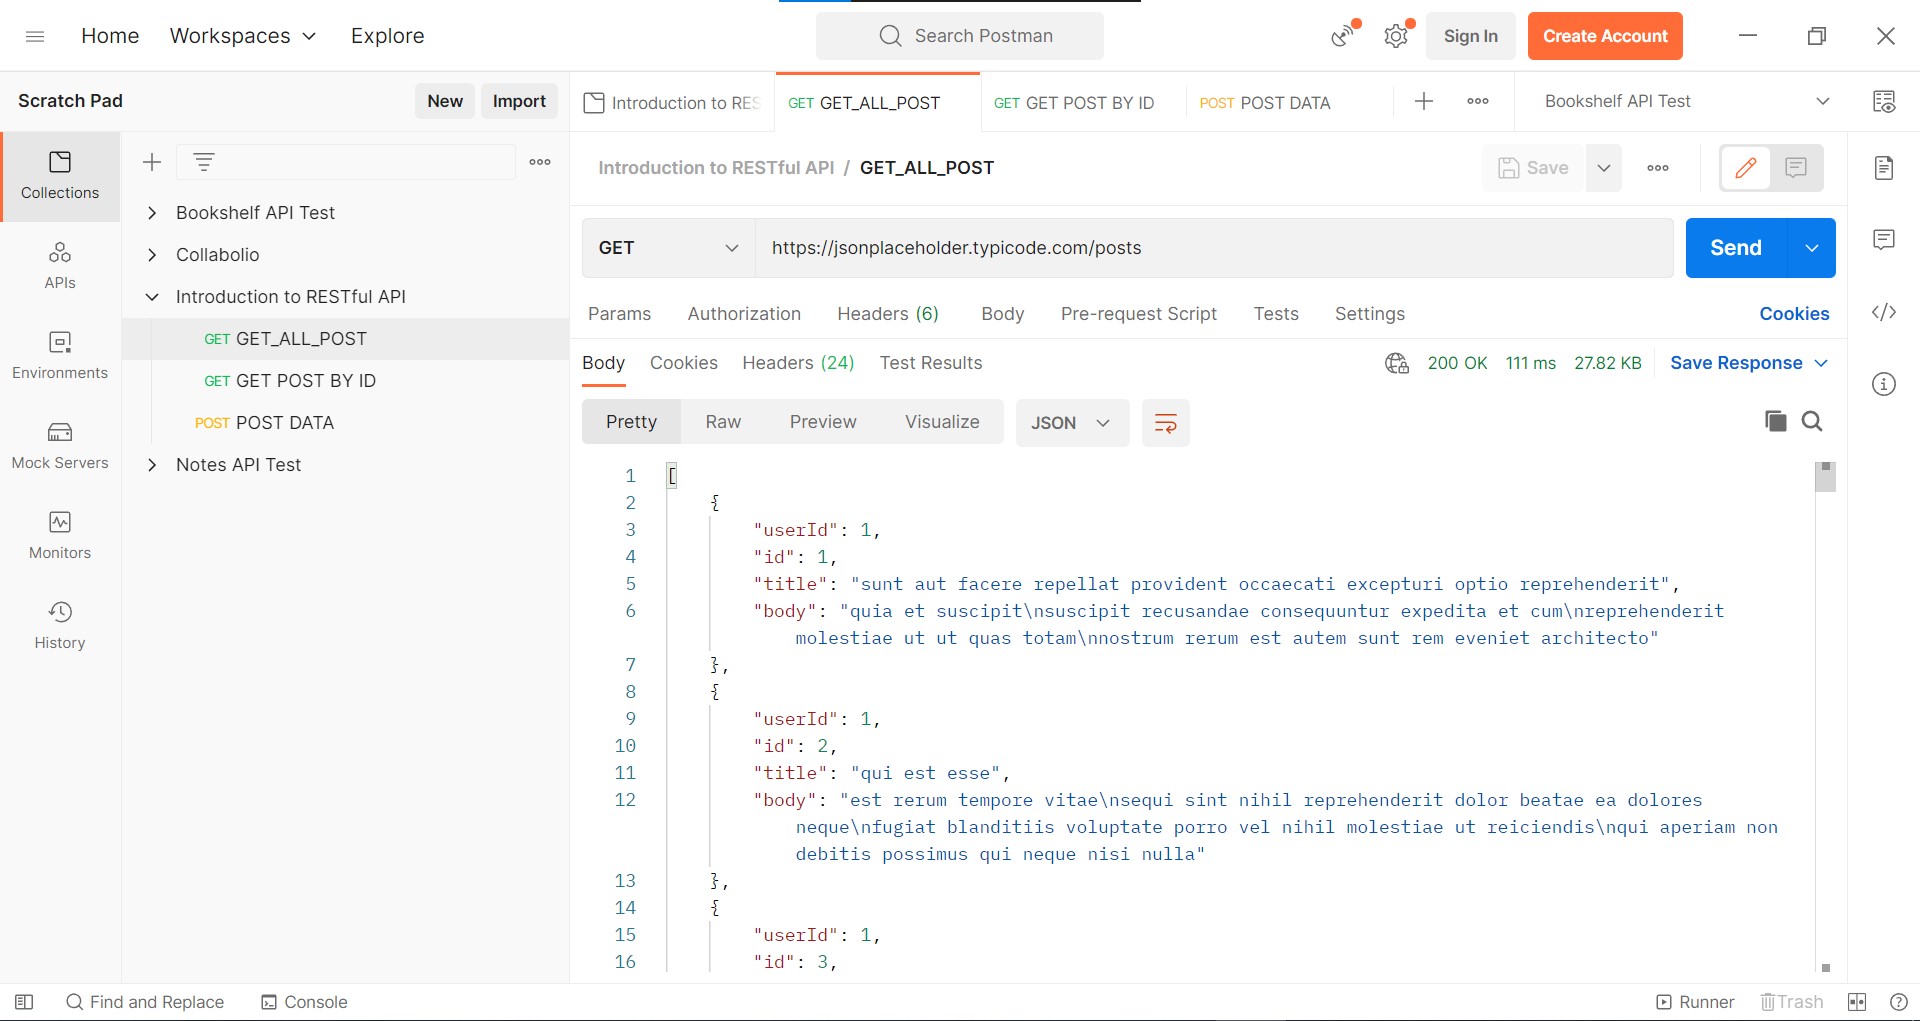 Home Workspaces Explore
Search Postman
Sign In
Create Account
Scratch Pad
New Import
Introduction to RES
GET GET_ALL_POST
GET GET POST BY ID
POST POST DATA
Bookshelf API Test
Collections
APIs
Environments
Mock Servers
Monitors
History
Bookshelf API Test
Collabolio
Introduction to RESTful API
GET GET_ALL_POST
GET GET POST BY ID
POST POST DATA
Notes API Test
Introduction to RESTful API / GET_ALL_POST
Save
GET https://jsonplaceholder.typicode.com/posts Send
Params Authorization Headers (6) Body Pre-request Script Tests Settings Cookies
Body Cookies Headers (24) Test Results 200 OK 111 ms 27.82 KB Save Response
Pretty Raw Preview Visualize JSON
1 [
2 {
3 "userId": 1,
4 "id": 1,
5 "title": "sunt aut facere repellat provident occaecati excepturi optio reprehenderit",
6 "body": "quia et suscipit\nsuscipit recusandae consequuntur expedita et cum\nreprehenderit
molestiae ut ut quas totam\nnostrum rerum est autem sunt rem eveniet architecto"
7 },
8 {
9 "userId": 1,
10 "id": 2,
11 "title": "qui est esse",
12 "body": "est rerum tempore vitae\nsequi sint nihil reprehenderit dolor beatae ea dolores
neque\nfugiat blanditiis voluptate porro vel nihil molestiae ut reiciendis\nqui aperiam non
debitis possimus qui neque nisi nulla"
13 },
14 {
15 "userId": 1,
16 "id": 3,
Find and Replace Console Runner Trash